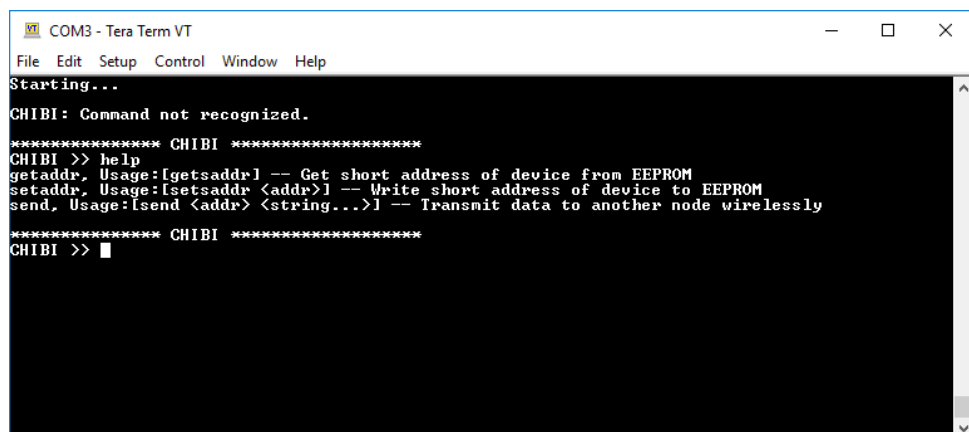 COM3 - Tera Term VT
File Edit Setup Control Window Help
Starting...
CHIBI: Command not recognized.
*************** CHIBI *******************
CHIBI >> help
getaddr, Usage:[getsaddr] -- Get short address of device from EEPROM
setaddr, Usage:[setsaddr <addr>] -- Write short address of device to EEPROM
send, Usage:[send <addr> <string...>] -- Transmit data to another node wirelessly
*************** CHIBI *******************
CHIBI >>